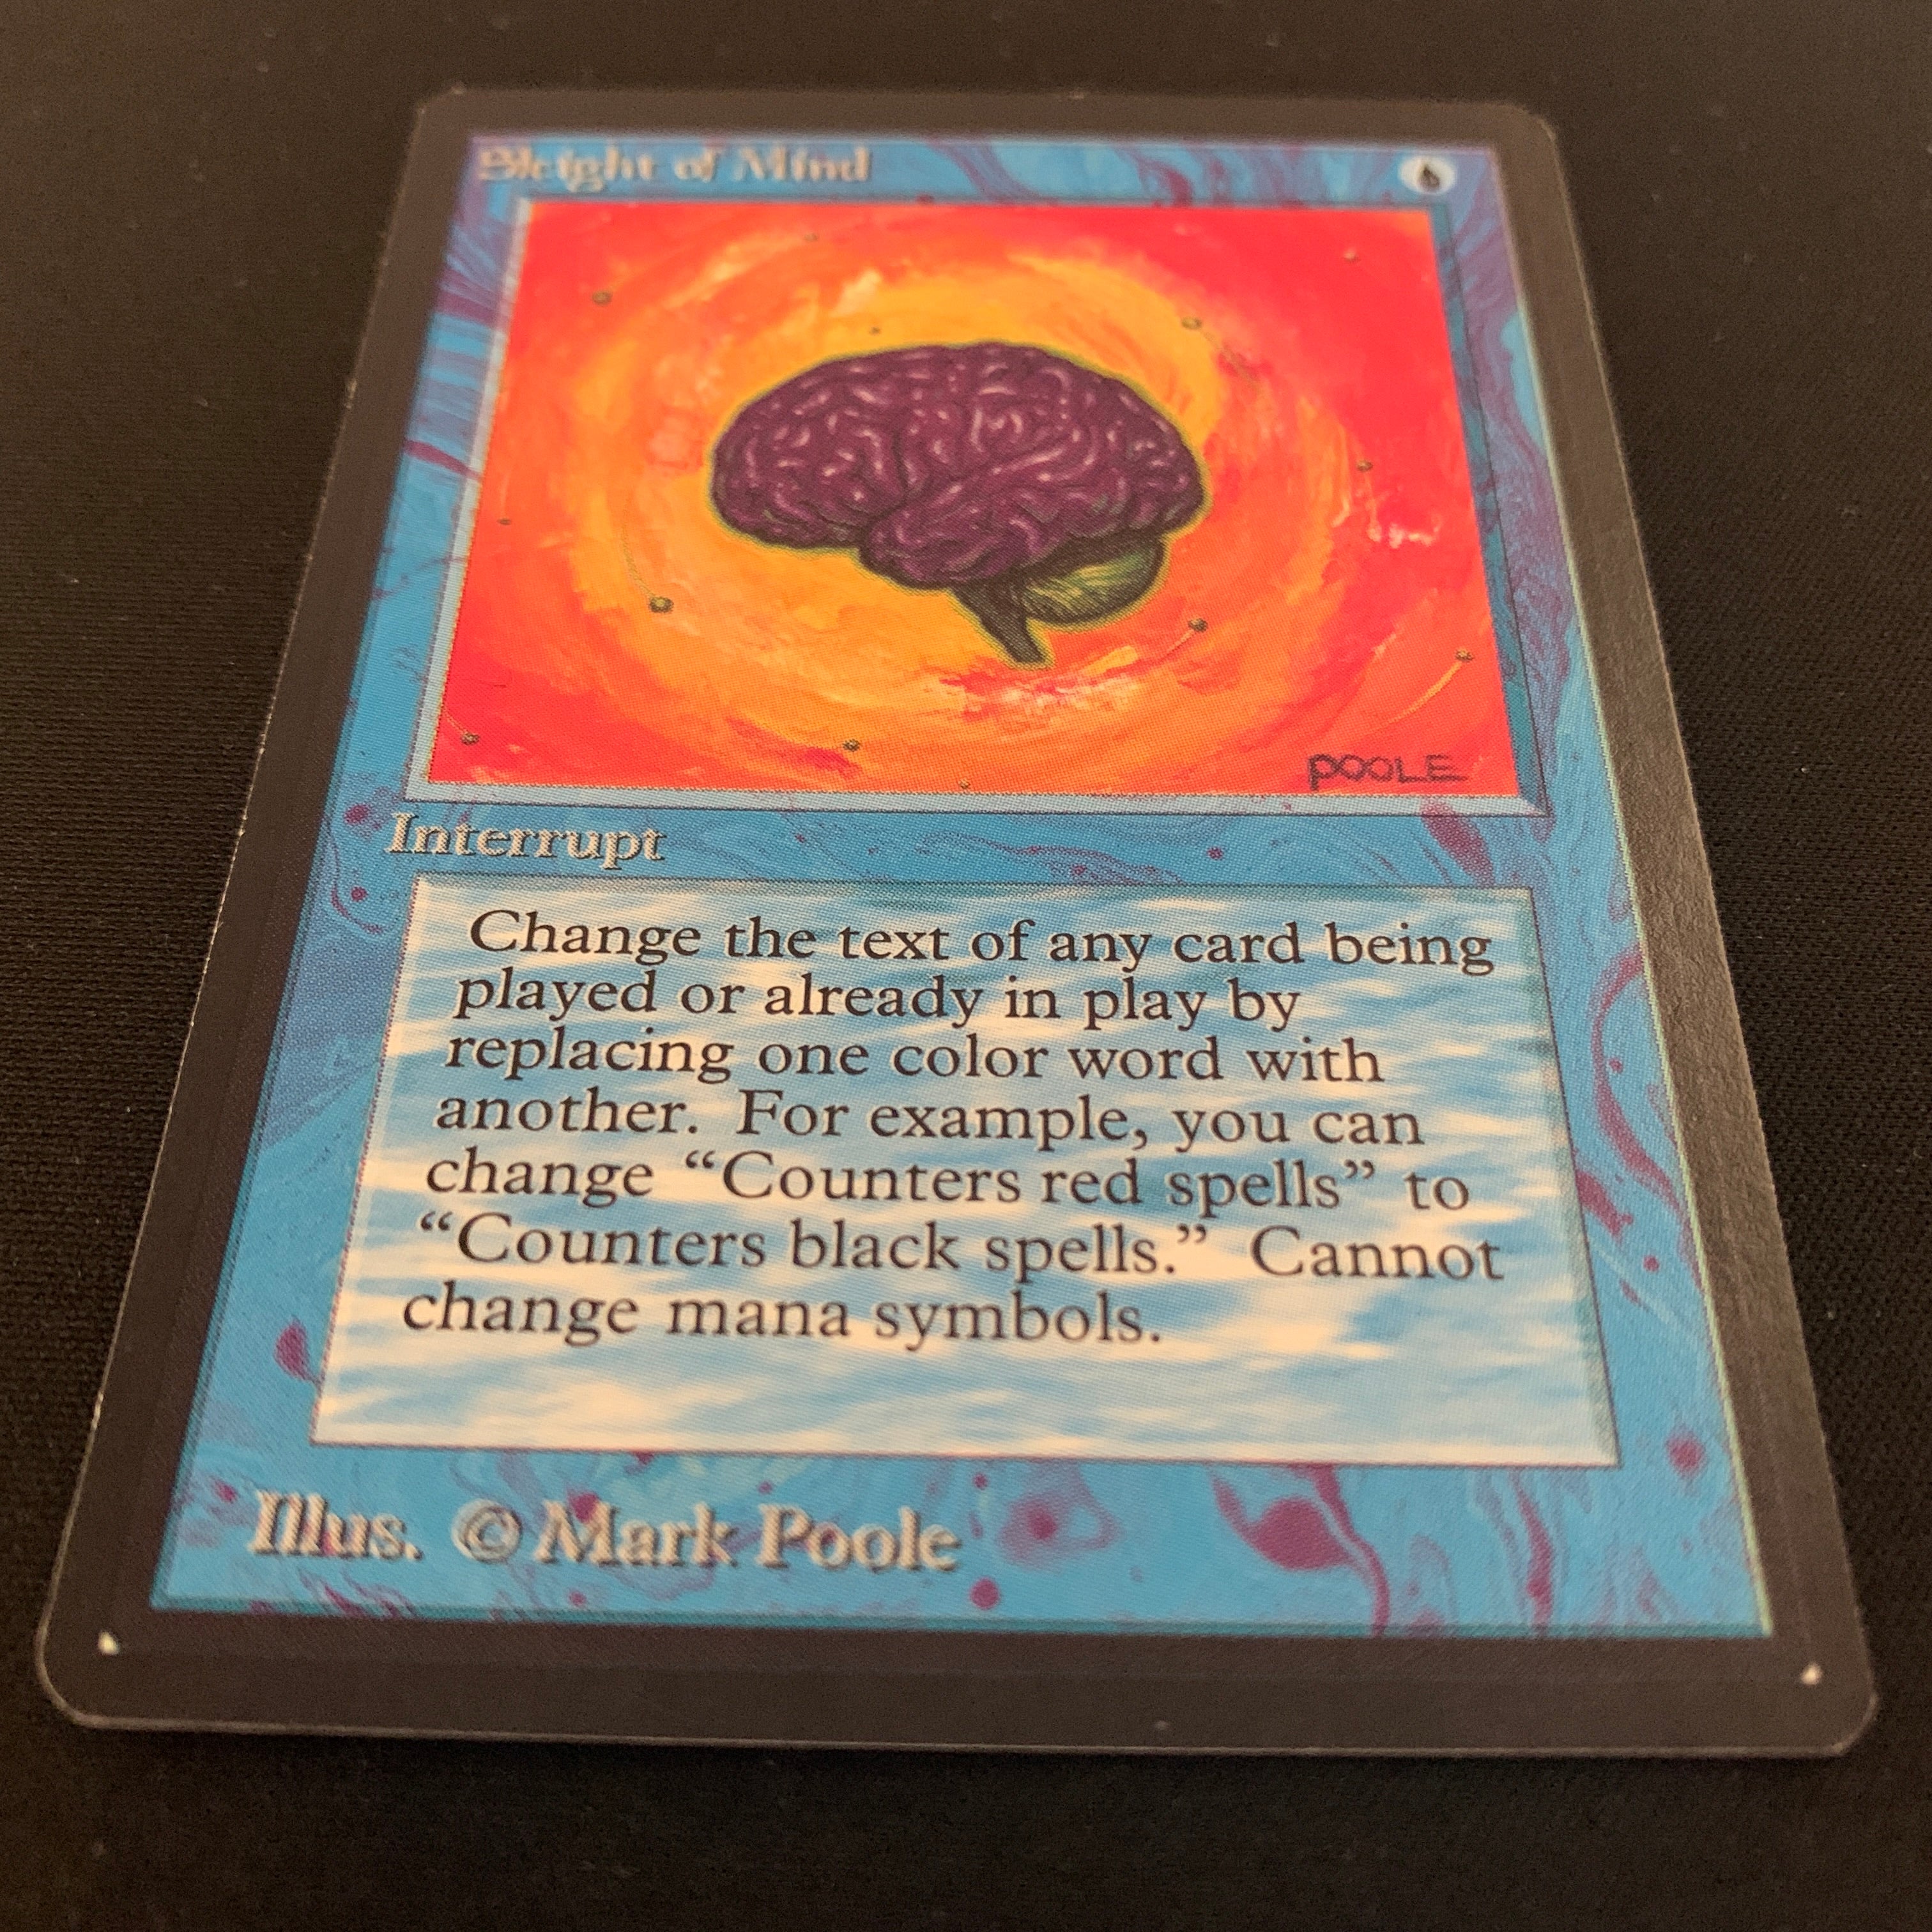 Sleight of Mind
POOLE
Interrupt
Change the text of any card being
played or already in play by
replacing one color word with
another. For example, you can
change “Counters red spells” to
“Counters black spells.” Cannot
change mana symbols.
Illus. © Mark Poole